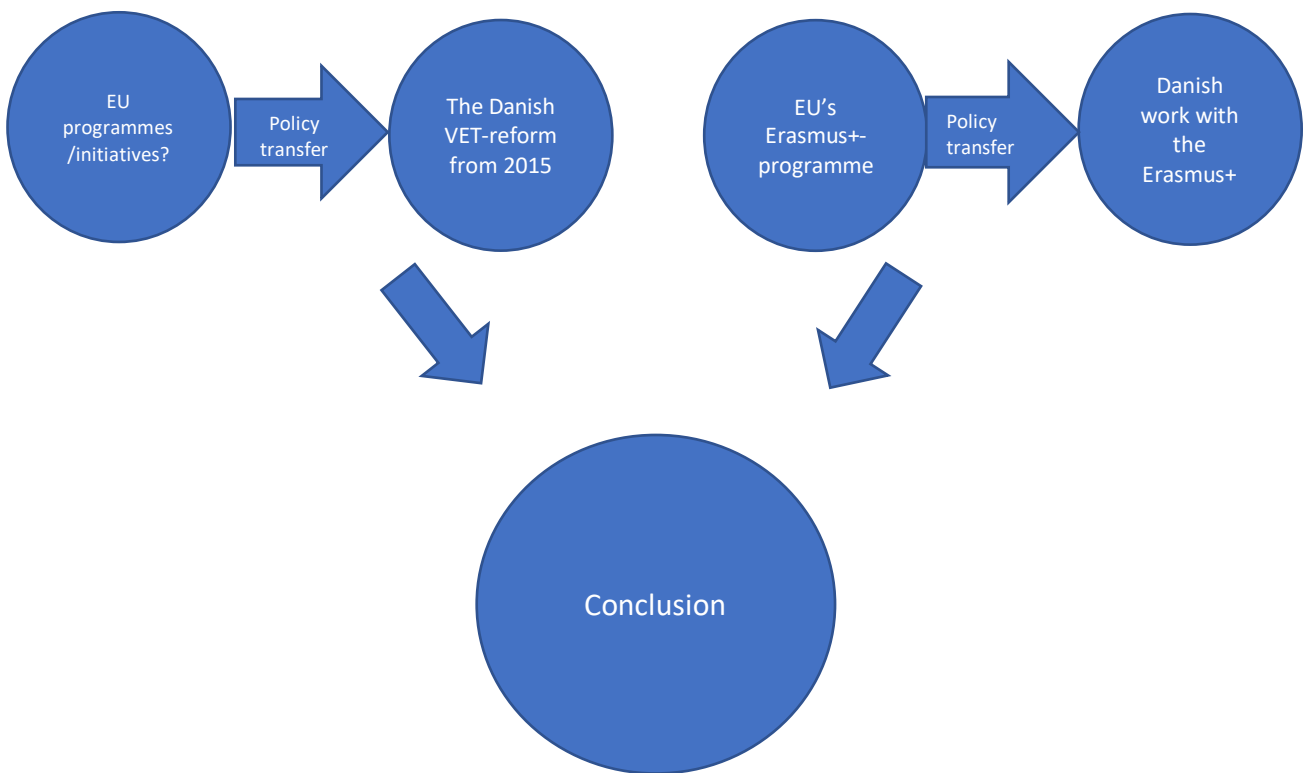 EU
programmes
/initiatives?
Policy
transfer
The Danish
VET-reform
from 2015
EU’s
Erasmus+-
programme
Policy
transfer
Danish
work with
the
Erasmus+
Conclusion